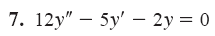 7. 12y″ − 5y′ − 2y = 0